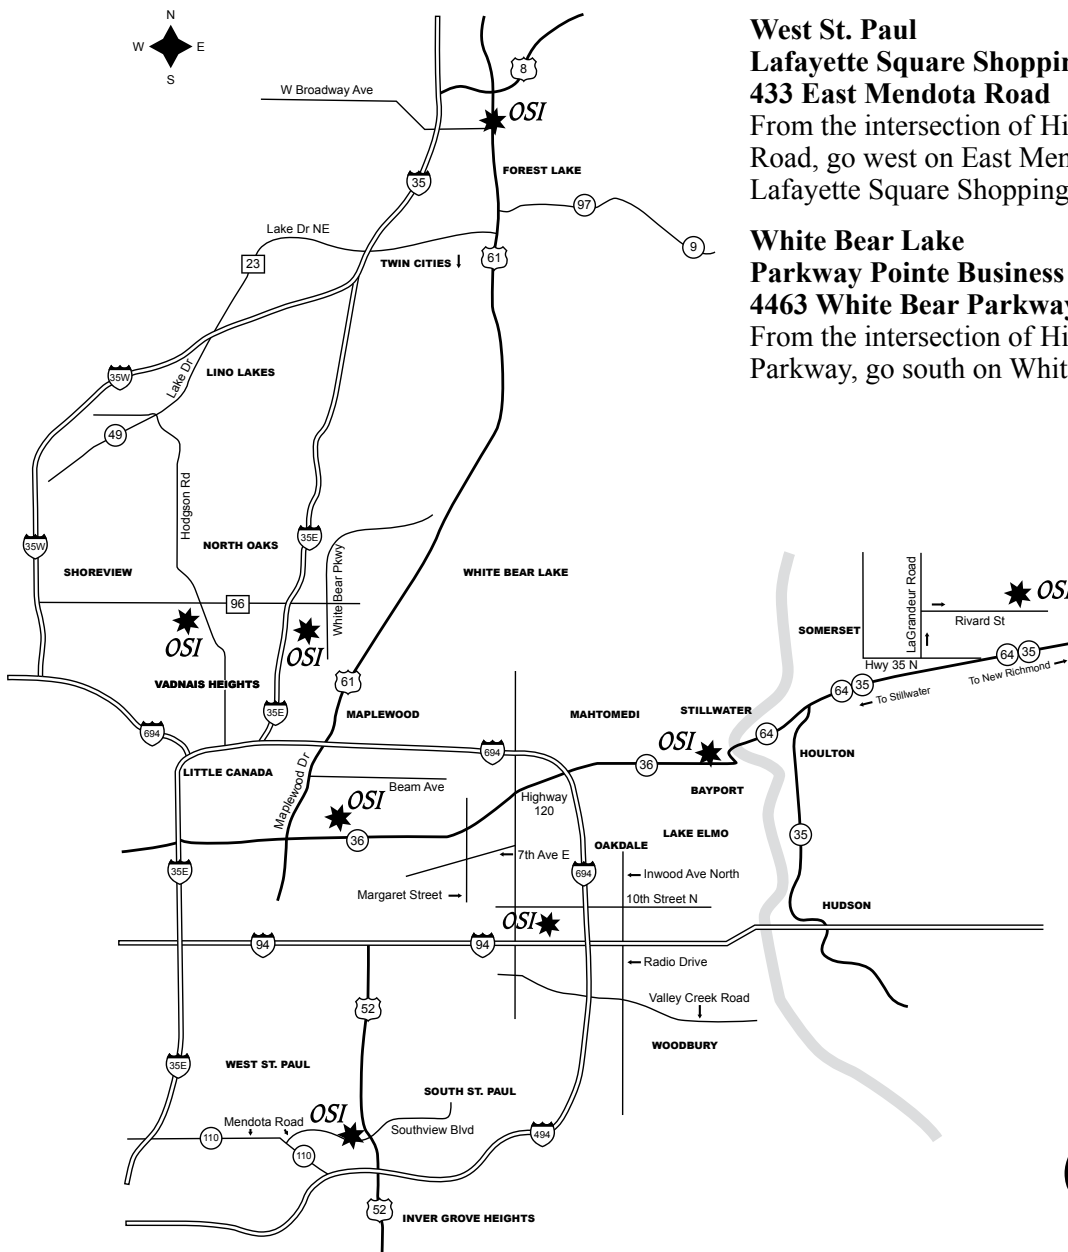 N
W
E
S
West St. Paul
Lafayette Square Shoppin
433 East Mendota Road
From the intersection of Hi
Road, go west on East Men
Lafayette Square Shopping
White Bear Lake
Parkway Pointe Business
4463 White Bear Parkway
From the intersection of Hi
Parkway, go south on Whit
8
W Broadway Ave
OSI
FOREST LAKE
35
97
Lake Dr NE
9
23
TWIN CITIES
61
35W
Lake Dr
LINO LAKES
49
Hodgson Rd
35W
NORTH OAKS
35E
White Bear Pkwy
SHOREVIEW
WHITE BEAR LAKE
96
OSI
OSI
VADNAIS HEIGHTS
61
35E
MAPLEWOOD
694
LaGrandeur Road
OSI
Rivard St
SOMERSET
Hwy 35 N
64
35
To New Richmond
64
35
To Stillwater
MAHTOMEDI
STILLWATER
64
OSI
694
HOULTON
LITTLE CANADA
Maplewood Dr
Beam Ave
36
BAYPORT
Highway
120
OSI
36
LAKE ELMO
35
OAKDALE
7th Ave E
35E
694
Inwood Ave North
Margaret Street
10th Street N
HUDSON
OSI
94
94
Radio Drive
52
Valley Creek Road
WOODBURY
35E
WEST ST. PAUL
SOUTH ST. PAUL
OSI
Mendota Road
Southview Blvd
110
494
110
52
INVER GROVE HEIGHTS